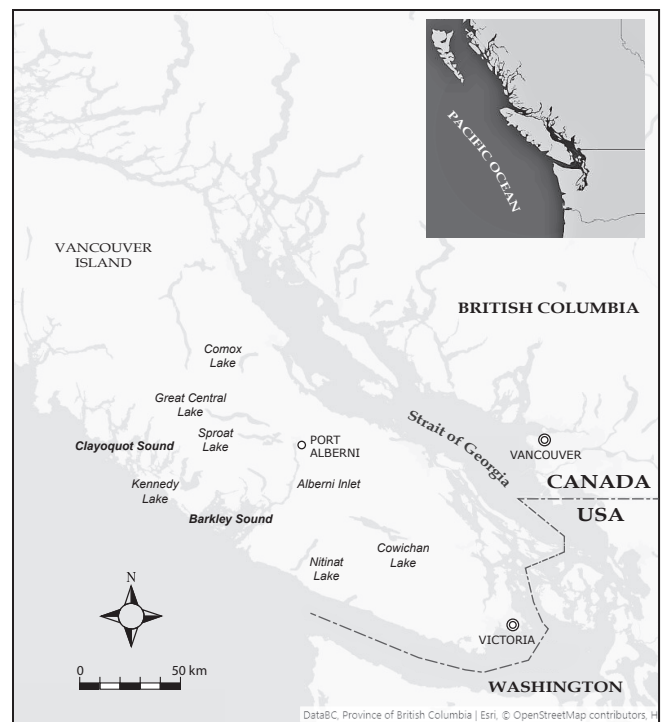 PACIFIC OCEAN
VANCOUVER
ISLAND
BRITISH COLUMBIA
Comox
Lake
Great Central
Lake
Strait of Georgia
Clayoquot Sound
Sproat
Lake
PORT
ALBERNI
VANCOUVER
Kennedy
Lake
Alberni Inlet
CANADA
USA
Barkley Sound
Cowichan
Lake
Nitinat
Lake
N
VICTORIA
0 50 km
WASHINGTON
DataBC, Province of British Columbia | Esri, © OpenStreetMap contributors, H